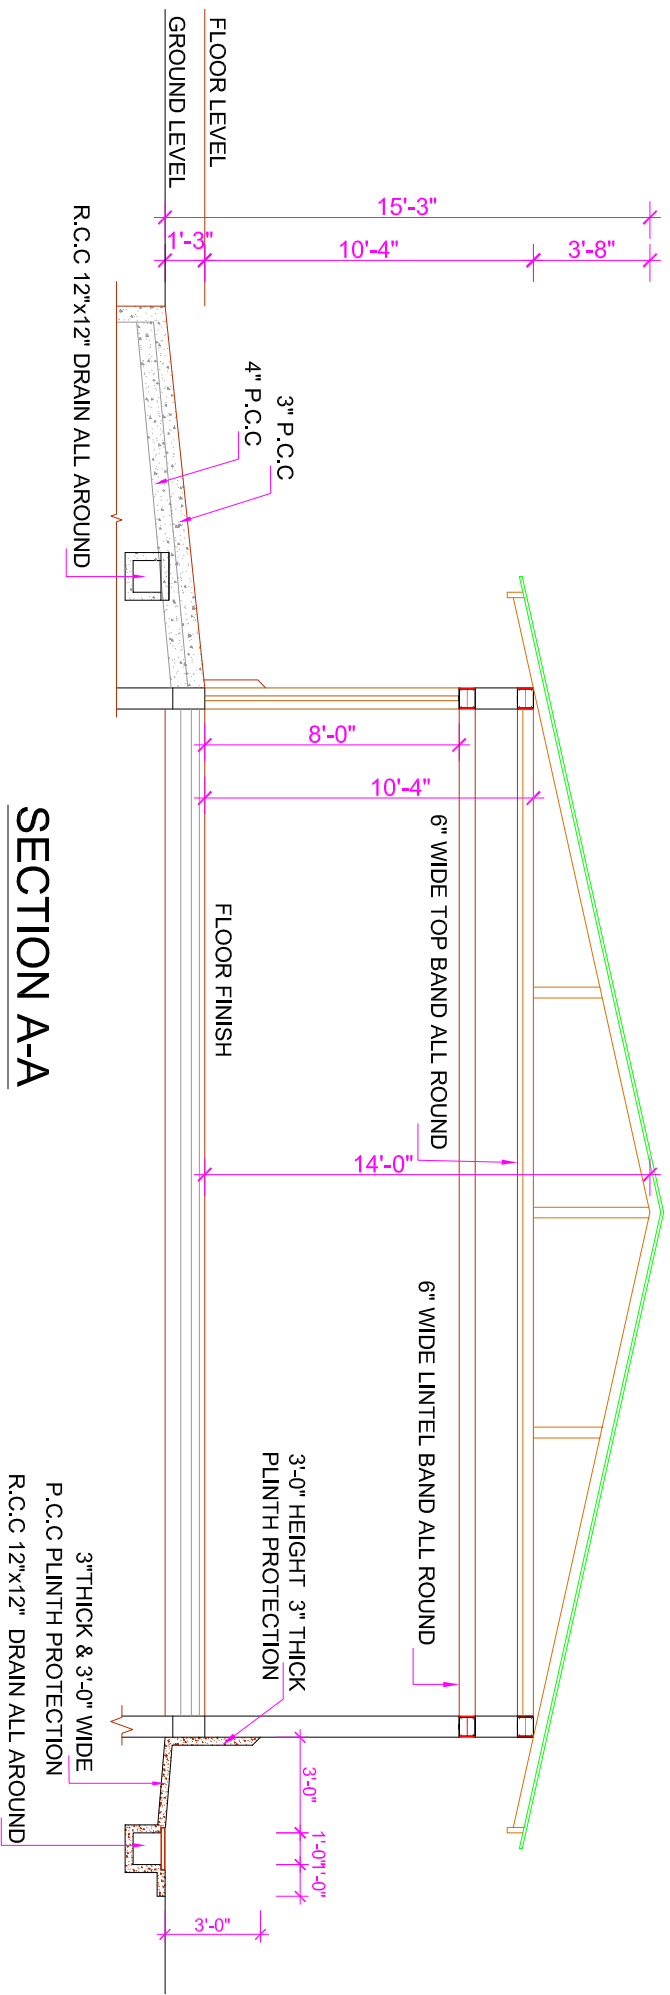 FLOOR LEVEL
GROUND LEVEL
15'-3"
1'-3"
10'-4"
3'-8"
3" P.C.C
4" P.C.C
R.C.C 12"x12" DRAIN ALL AROUND
8'-0"
10'-4"
6" WIDE TOP BAND ALL ROUND
FLOOR FINISH
14'-0"
6" WIDE LINTEL BAND ALL ROUND
3'-0" HEIGHT 3" THICK
PLINTH PROTECTION
3'-0"
1'-0"
1'-0"
3'-0"
3"THICK & 3'-0" WIDE
P.C.C PLINTH PROTECTION
R.C.C 12"x12" DRAIN ALL AROUND
SECTION A-A